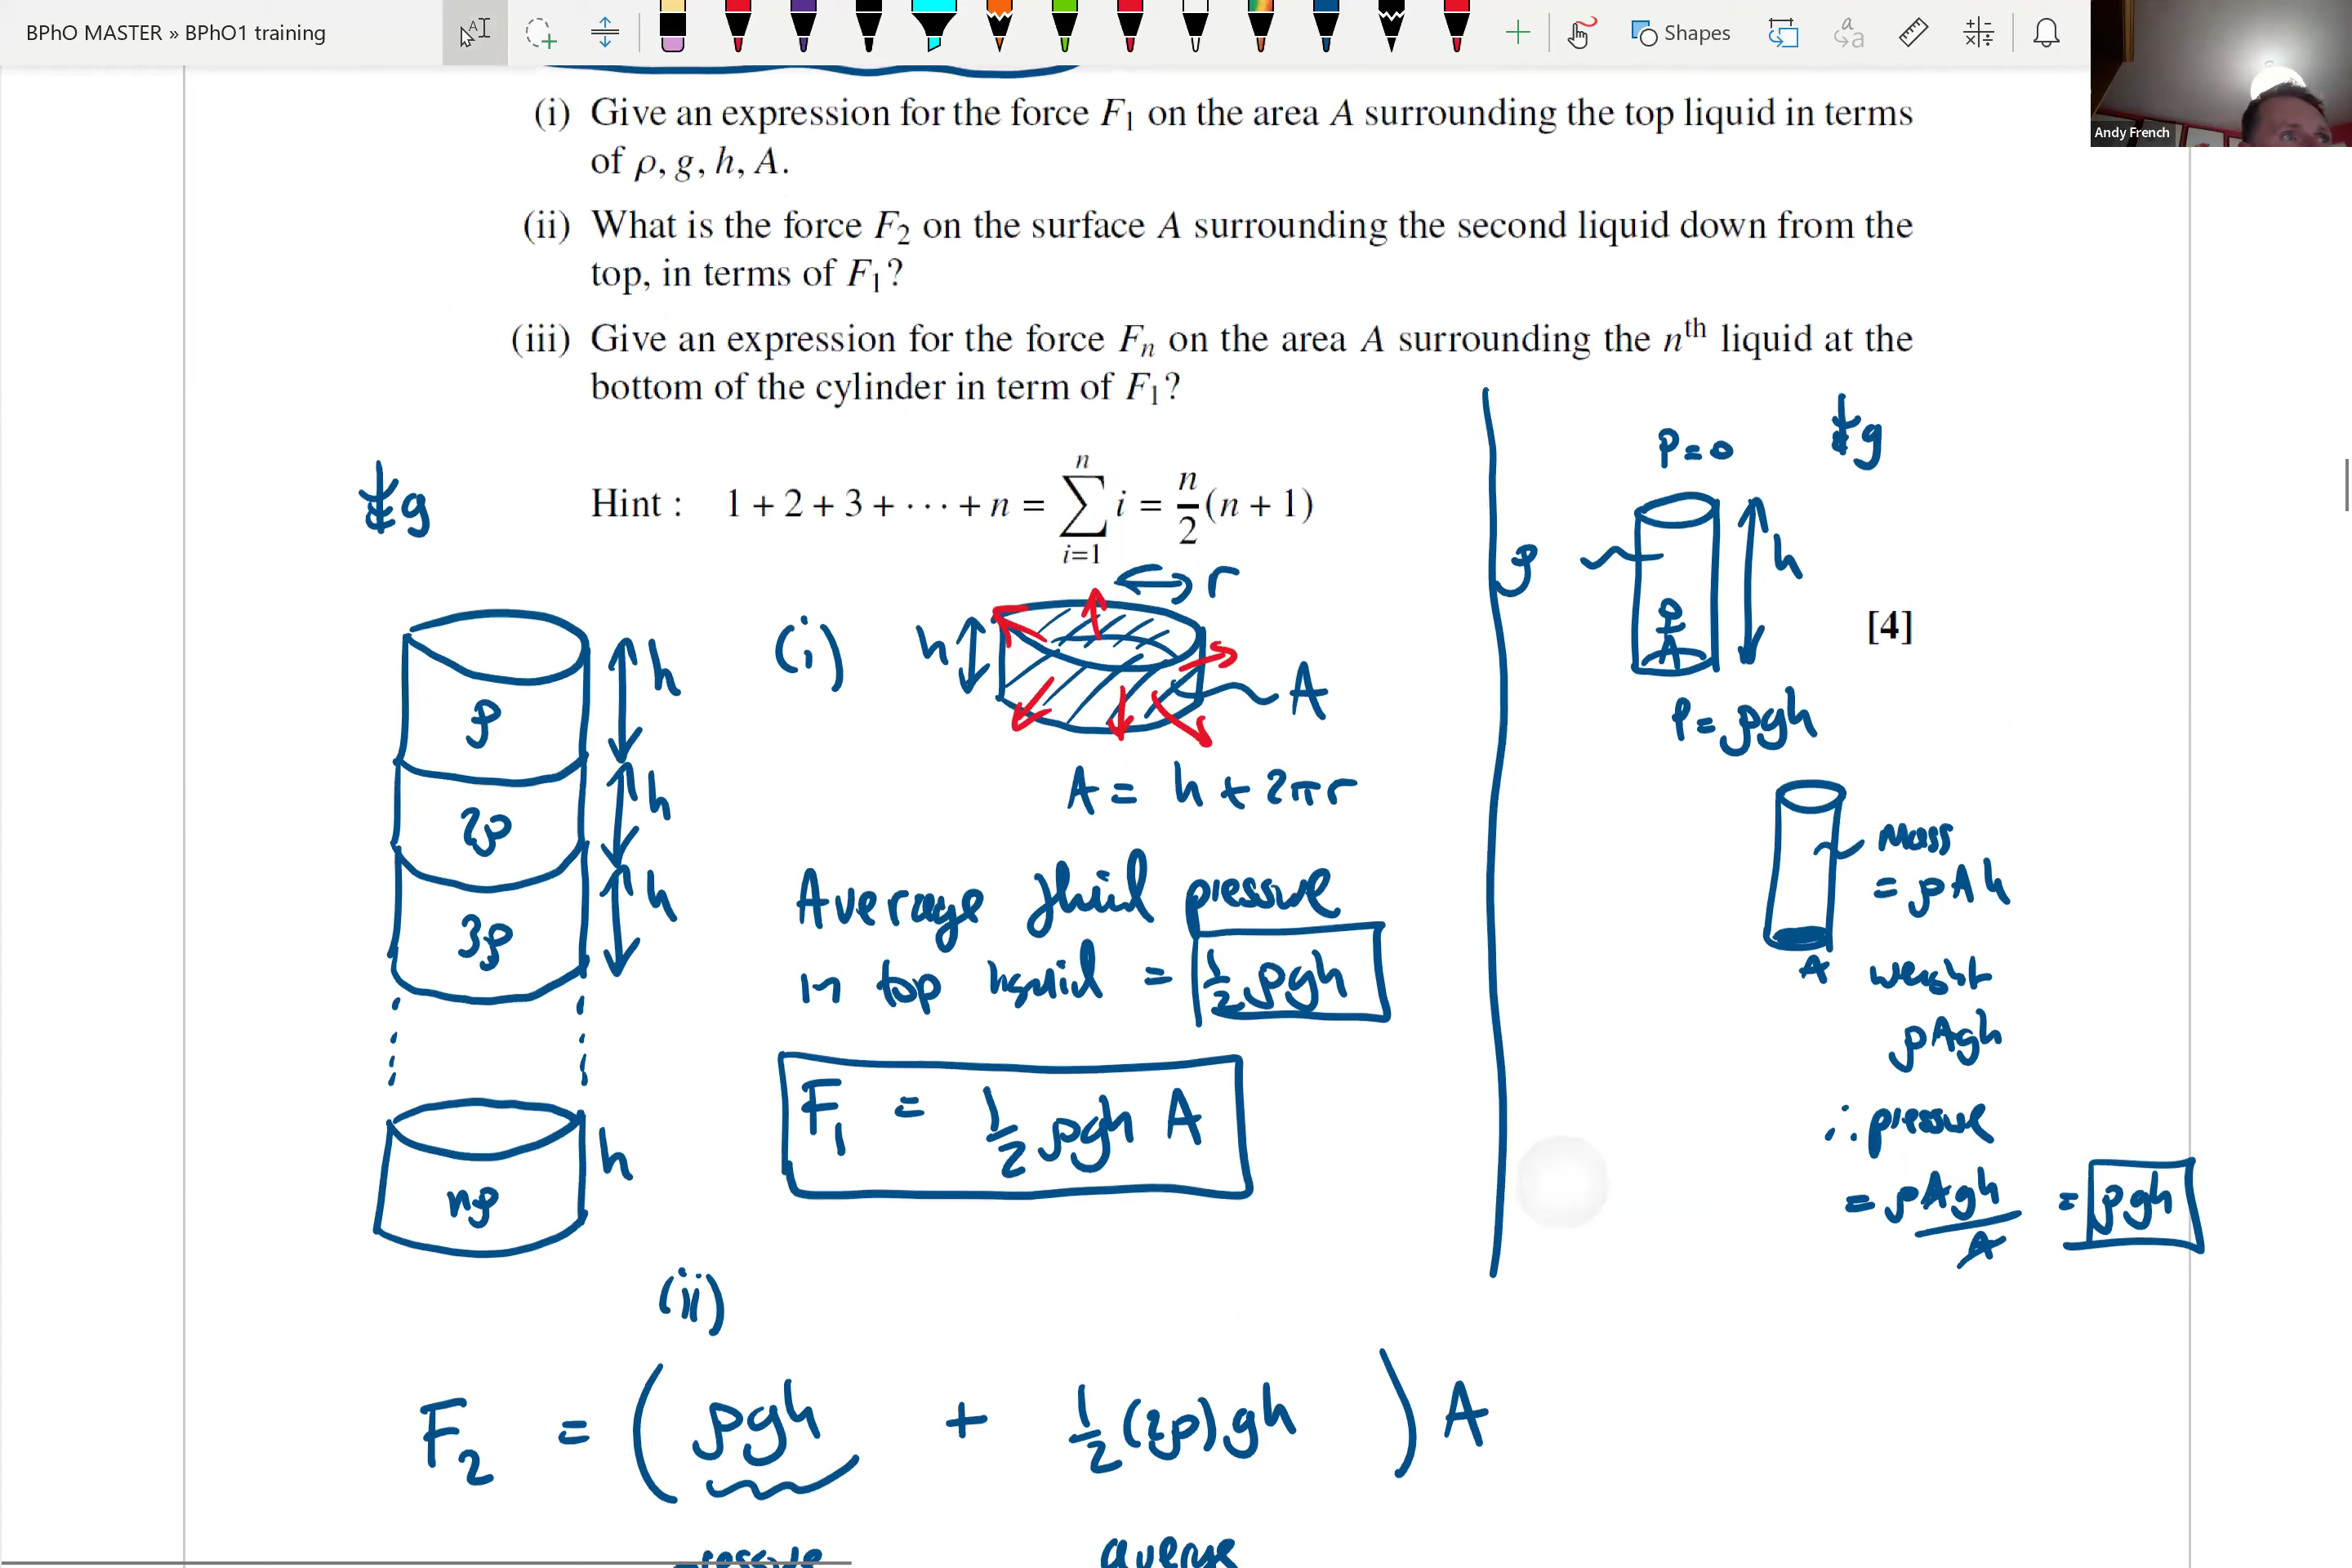 BPhO MASTER » BPhO1 training
Shapes
Andy French
(i) Give an expression for the force F₁ on the area A surrounding the top liquid in terms
of ρ, g, h, A.
(ii) What is the force F₂ on the surface A surrounding the second liquid down from the
top, in terms of F₁?
(iii) Give an expression for the force Fₙ on the area A surrounding the nᵗʰ liquid at the
bottom of the cylinder in term of F₁?
Hint : 1 + 2 + 3 + ··· + n = ∑ᵢ₌₁ⁿ i = n/2 (n + 1)
[4]
g
ρ
h
2ρ
h
3ρ
h
nρ
h
(i)
h
r
A
A = h × 2πr
Average fluid pressure
in top liquid = ½ρgh
F₁ = ½ρgh A
(ii)
F₂ = (ρgh + ½(2ρ)gh) A
pressure average
P=0
g
ρ
h
A
P=ρgh
Mass
= ρAh
A
weight
ρAgh
∴ pressure
= ρAgh/A = ρgh